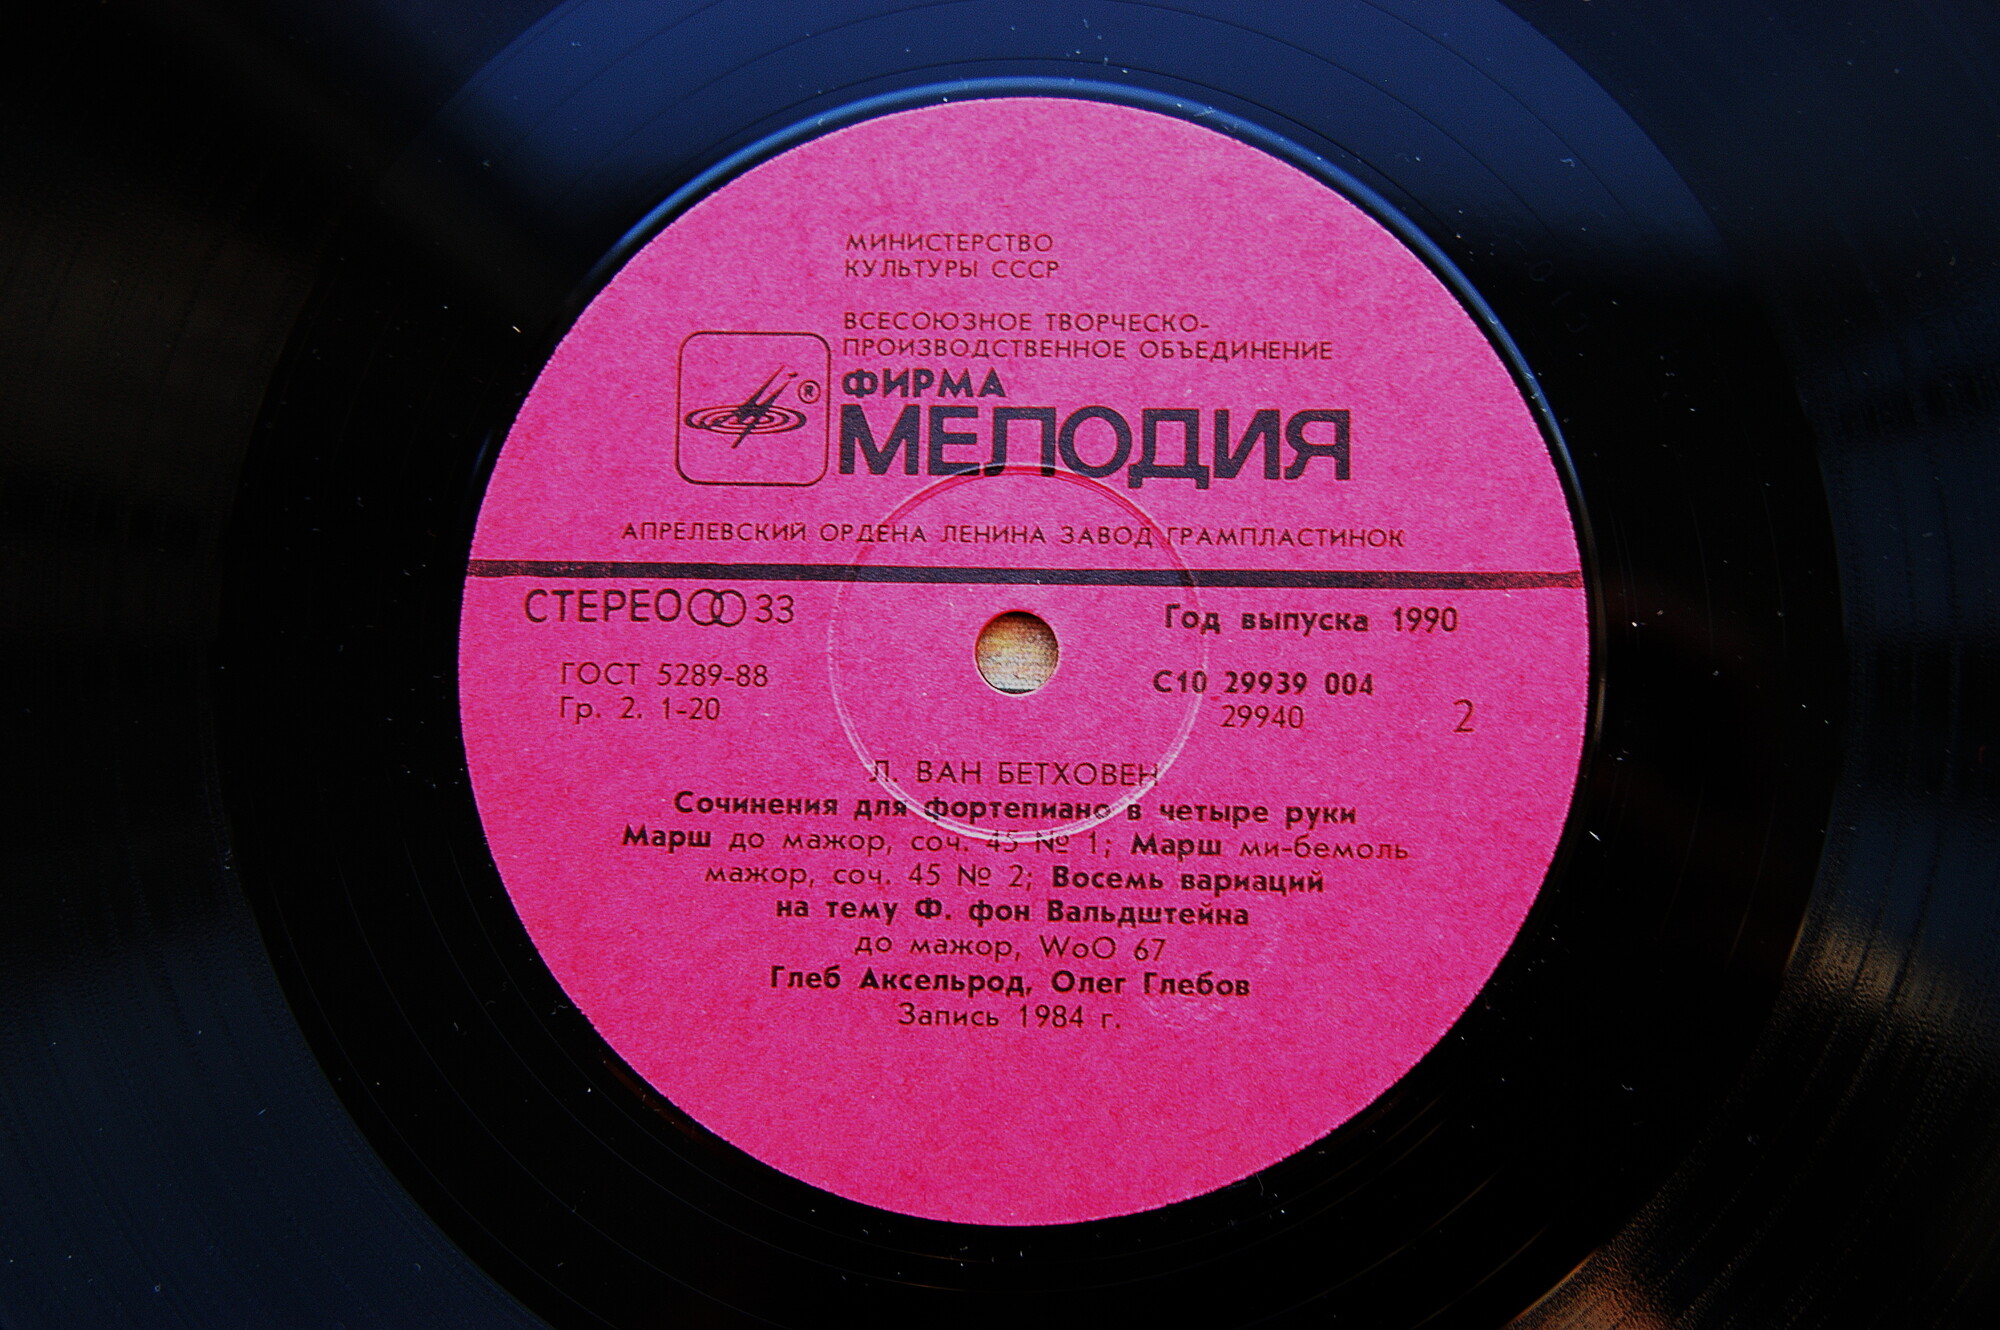 МИНИСТЕРСТВО
КУЛЬТУРЫ СССР
ВСЕСОЮЗНОЕ ТВОРЧЕСКО-
ПРОИЗВОДСТВЕННОЕ ОБЪЕДИНЕНИЕ
®
ФИРМА
МЕЛОДИЯ
АПРЕЛЕВСКИЙ ОРДЕНА ЛЕНИНА ЗАВОД ГРАМПЛАСТИНОК
СТЕРЕО 33
Год выпуска 1990
ГОСТ 5289-88
С10 29939 004
Гр. 2. 1-20
29940
2
Л. ВАН БЕТХОВЕН
Сочинения для фортепиано в четыре руки
Марш до мажор, соч. 45 № 1; Марш ми-бемоль
мажор, соч. 45 № 2; Восемь вариаций
на тему Ф. фон Вальдштейна
до мажор, WoO 67
Глеб Аксельрод, Олег Глебов
Запись 1984 г.